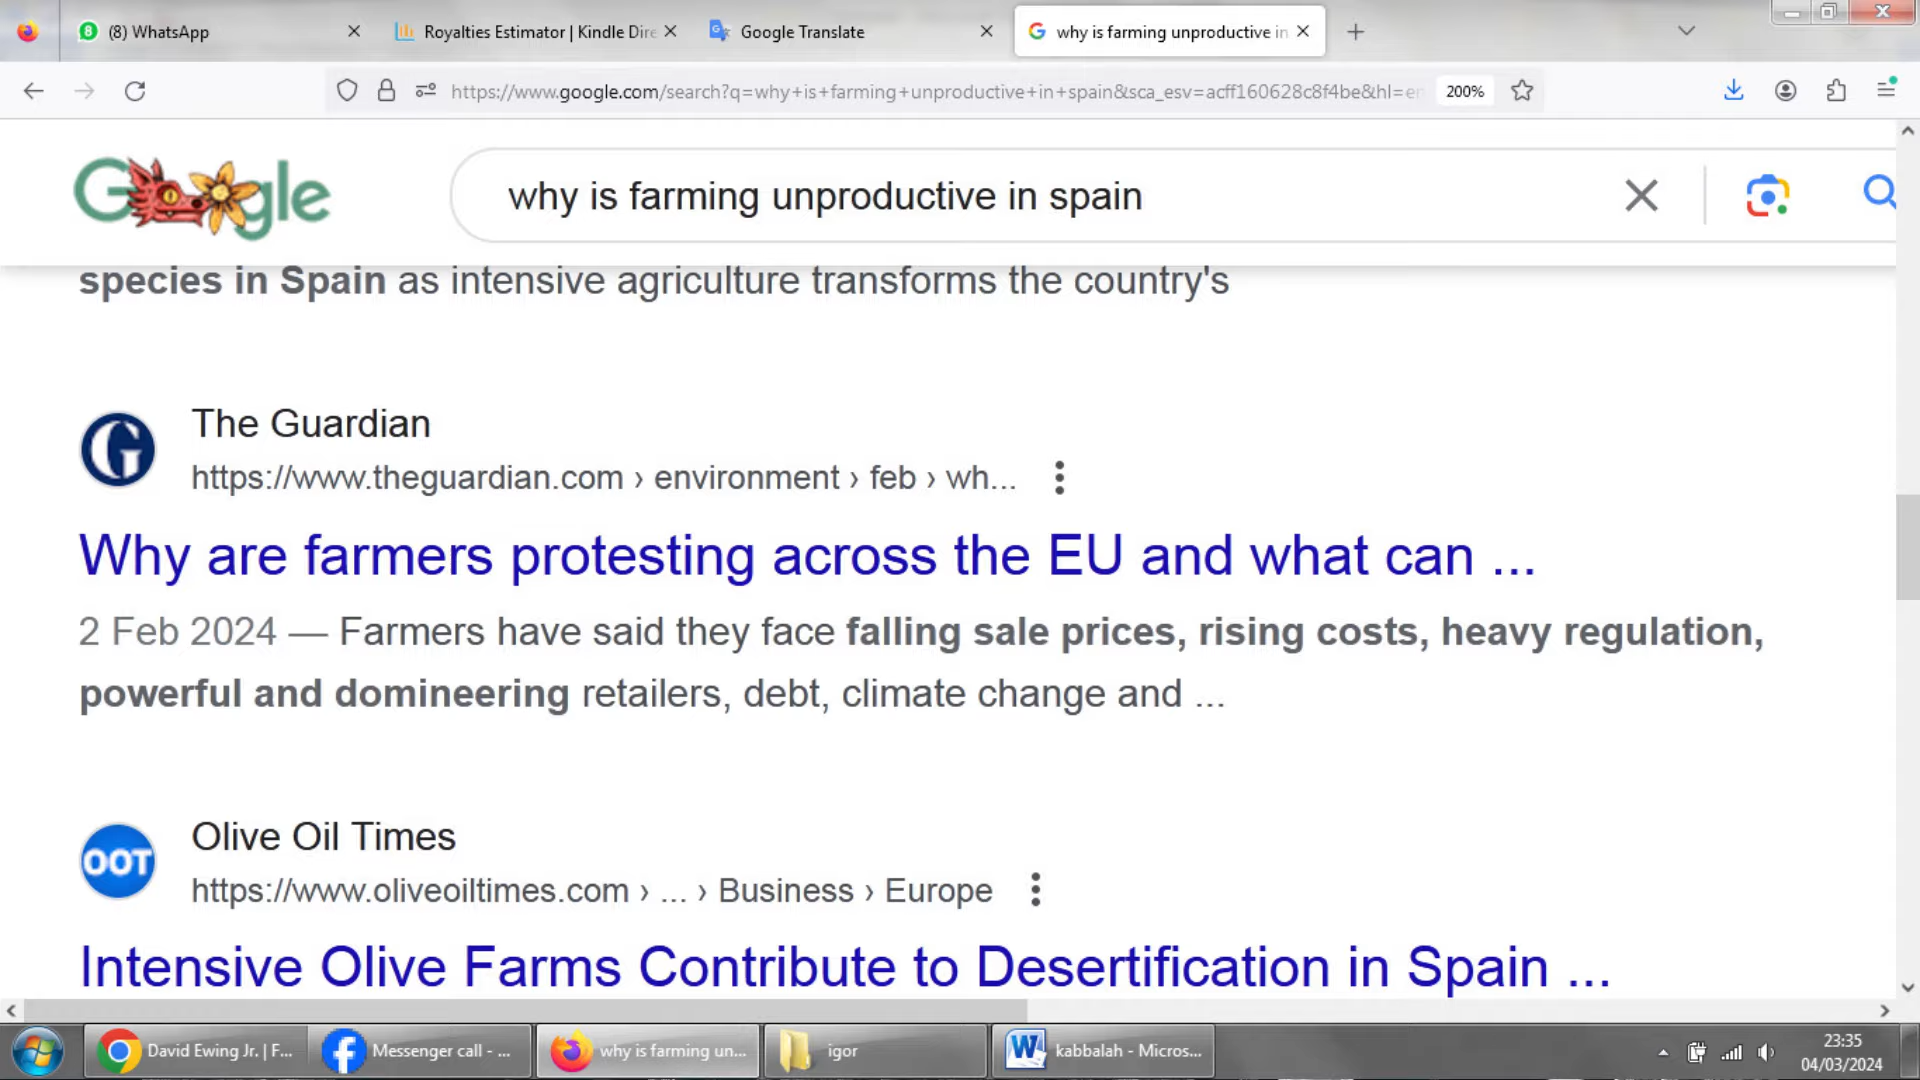 (8) WhatsApp
Royalties Estimator | Kindle Dire
Google Translate
why is farming unproductive in
https://www.google.com/search?q=why+is+farming+unproductive+in+spain&sca_esv=acff160628c8f4be&hl=en
200%
Google
why is farming unproductive in spain
species in Spain as intensive agriculture transforms the country's
G
The Guardian
https://www.theguardian.com › environment › feb › wh...
Why are farmers protesting across the EU and what can ...
2 Feb 2024 — Farmers have said they face falling sale prices, rising costs, heavy regulation,
powerful and domineering retailers, debt, climate change and ...
OOT
Olive Oil Times
https://www.oliveoiltimes.com › ... › Business › Europe
Intensive Olive Farms Contribute to Desertification in Spain ...
David Ewing Jr. | F...
Messenger call - ...
why is farming un...
igor
kabbalah - Micros...
23:35
04/03/2024